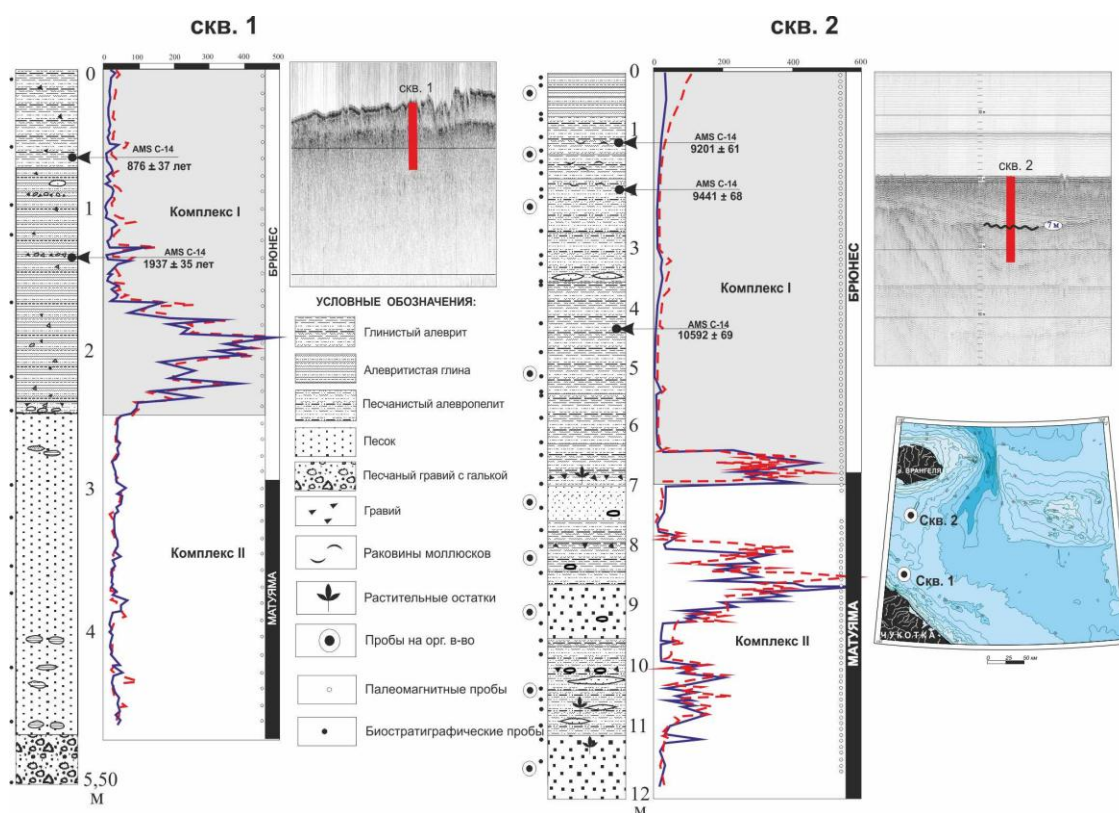 скв. 1
0 100 200 300 400 500
0
1
2
3
4
5,50
М
AMS C-14
876 ± 37 лет
Комплекс I
AMS C-14
1937 ± 35 лет
Комплекс II
БРЮНЕС
МАТУЯМА
скв. 1
УСЛОВНЫЕ ОБОЗНАЧЕНИЯ:
Глинистый алеврит
Алевритистая глина
Песчанистый алевропелит
Песок
Песчаный гравий с галькой
Гравий
Раковины моллюсков
Растительные остатки
Пробы на орг. в-во
Палеомагнитные пробы
Биостратиграфические пробы
скв. 2
0 200 400 600
0
1
3
4
5
6
7
8
9
10
11
12
М
AMS C-14
9201 ± 61
AMS C-14
9441 ± 68
Комплекс I
AMS C-14
10592 ± 69
Комплекс II
БРЮНЕС
МАТУЯМА
скв. 2
7 м
о. ВРАНГЕЛЯ
Скв. 2
Скв. 1
ЧУКОТКА
0 25 50 км